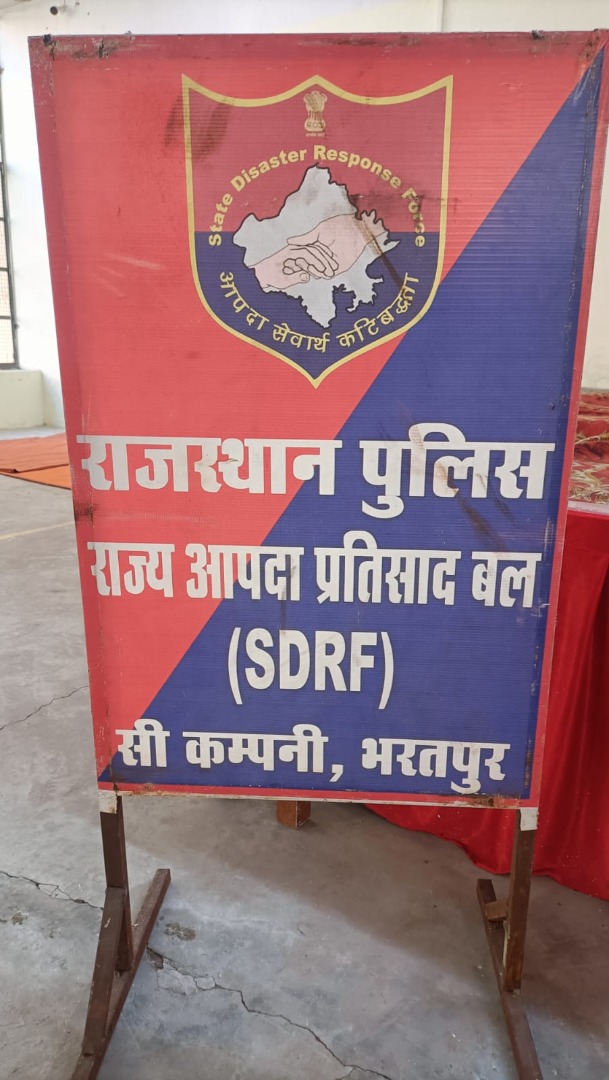 State Disaster Response Force
आपदा सेवार्थ कटिबद्धता
राजस्थान पुलिस
राज्य आपदा प्रतिसाद बल
(SDRF)
सी कम्पनी, भरतपुर